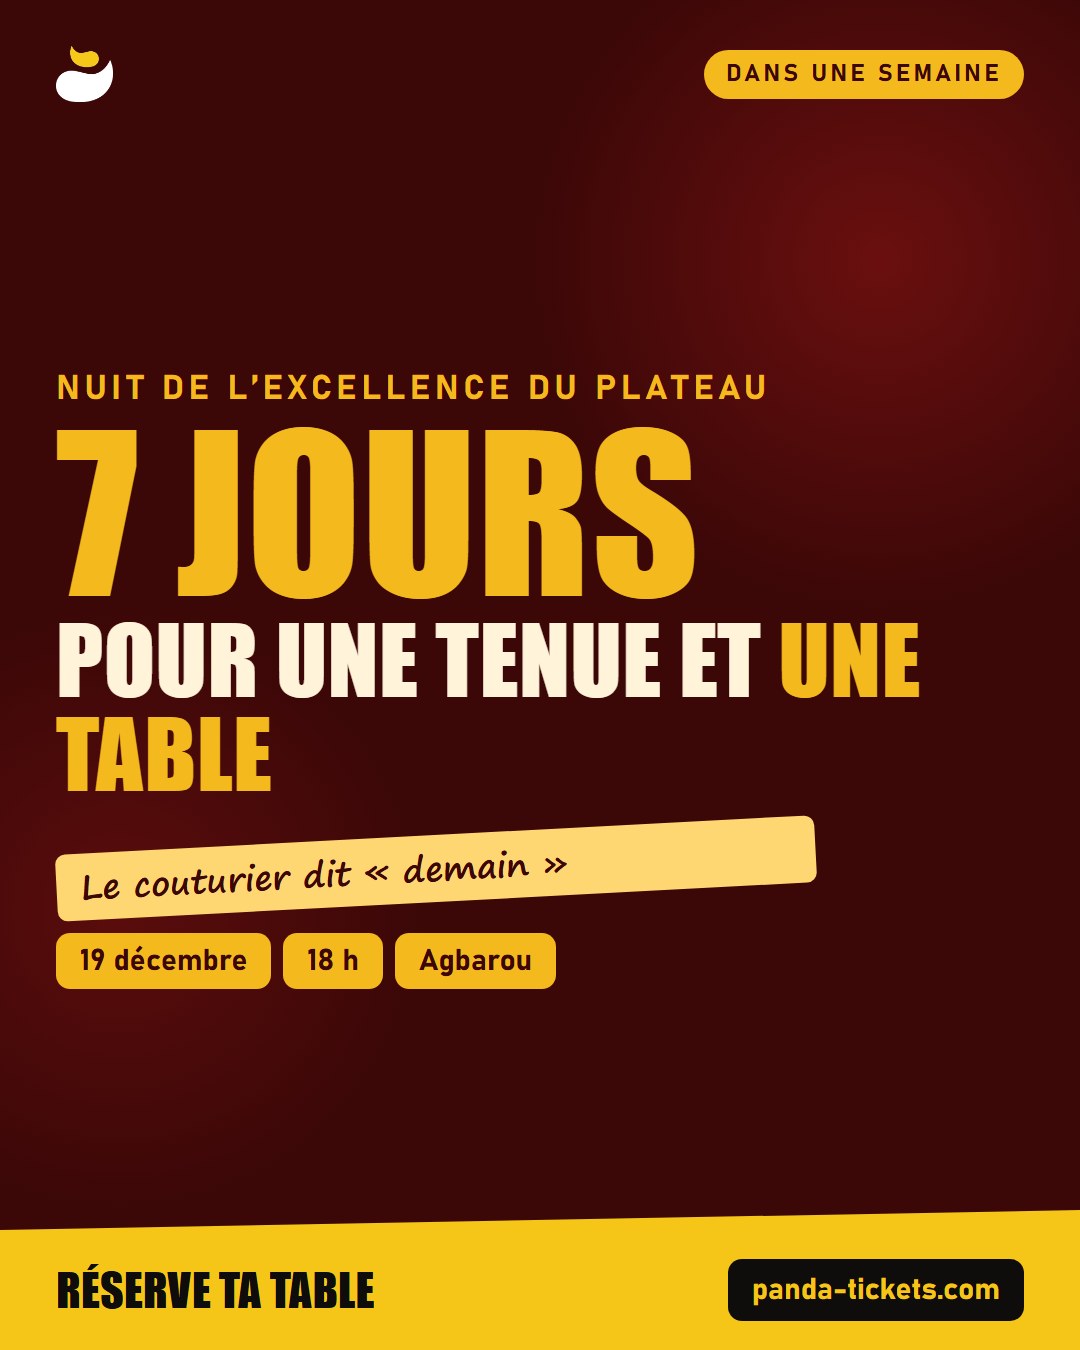 DANS UNE SEMAINE
NUIT DE L’EXCELLENCE DU PLATEAU
7 JOURS
POUR UNE TENUE ET UNE
TABLE
Le couturier dit « demain »
19 décembre
18 h
Agbarou
RÉSERVE TA TABLE
panda-tickets.com